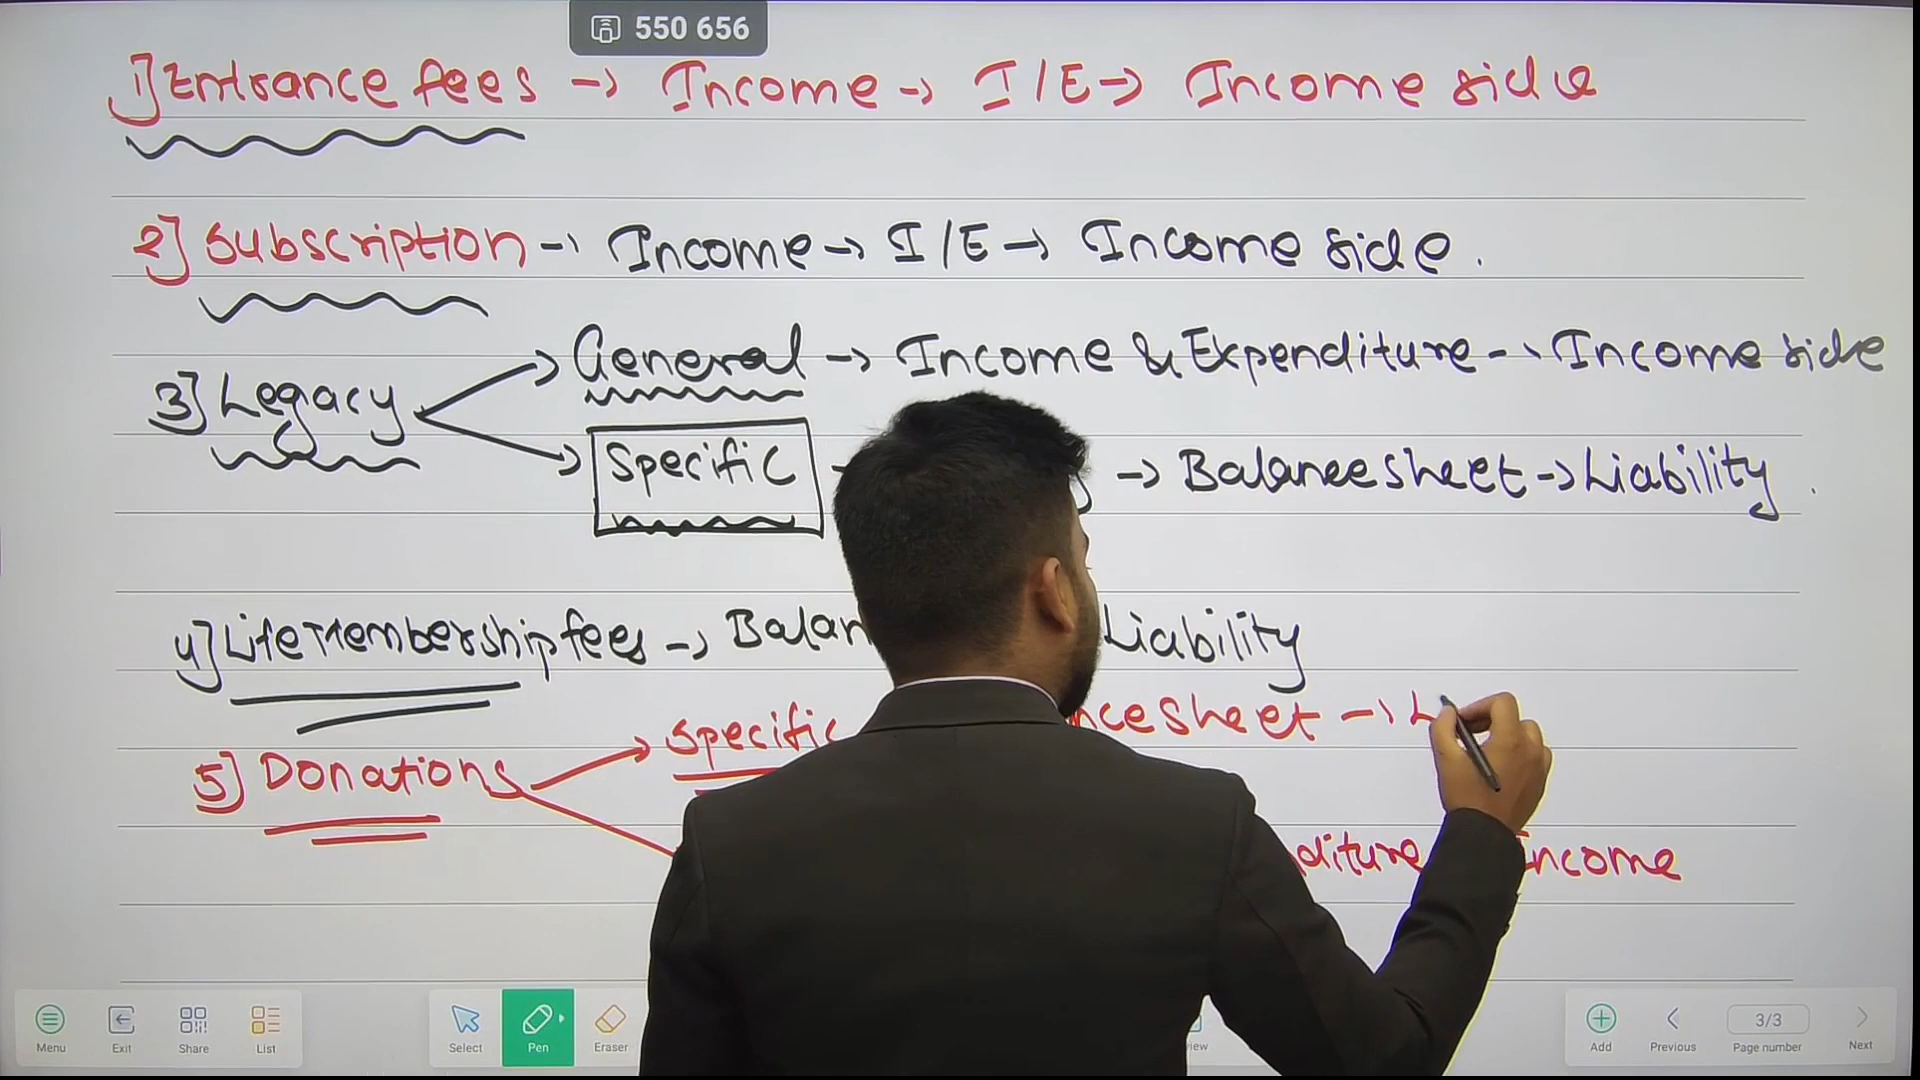 550 656
1] Entrance fees → Income → I/E → Income side
2] Subscription → Income → I/E → Income side.
General → Income & Expenditure → Income side
3] Legacy
Specific → Balance sheet → Liability.
4] Life Membership fees → Balan Liability
Specific nce sheet → L
5] Donations
diture Income
Menu Exit Share List Select Pen Eraser Add Previous 3/3 Page number Next